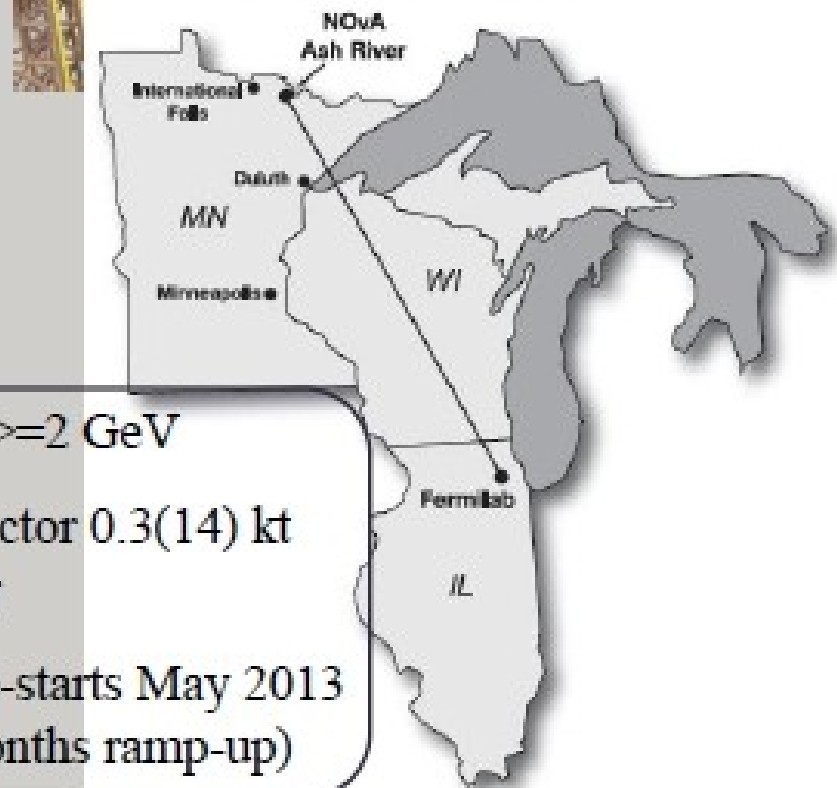 NOvA
Ash River
International
Falls
Duluth
MN
WI
Minneapolis
>=2 GeV
Fermilab
ctor 0.3(14) kt
IL
-starts May 2013
onths ramp-up)